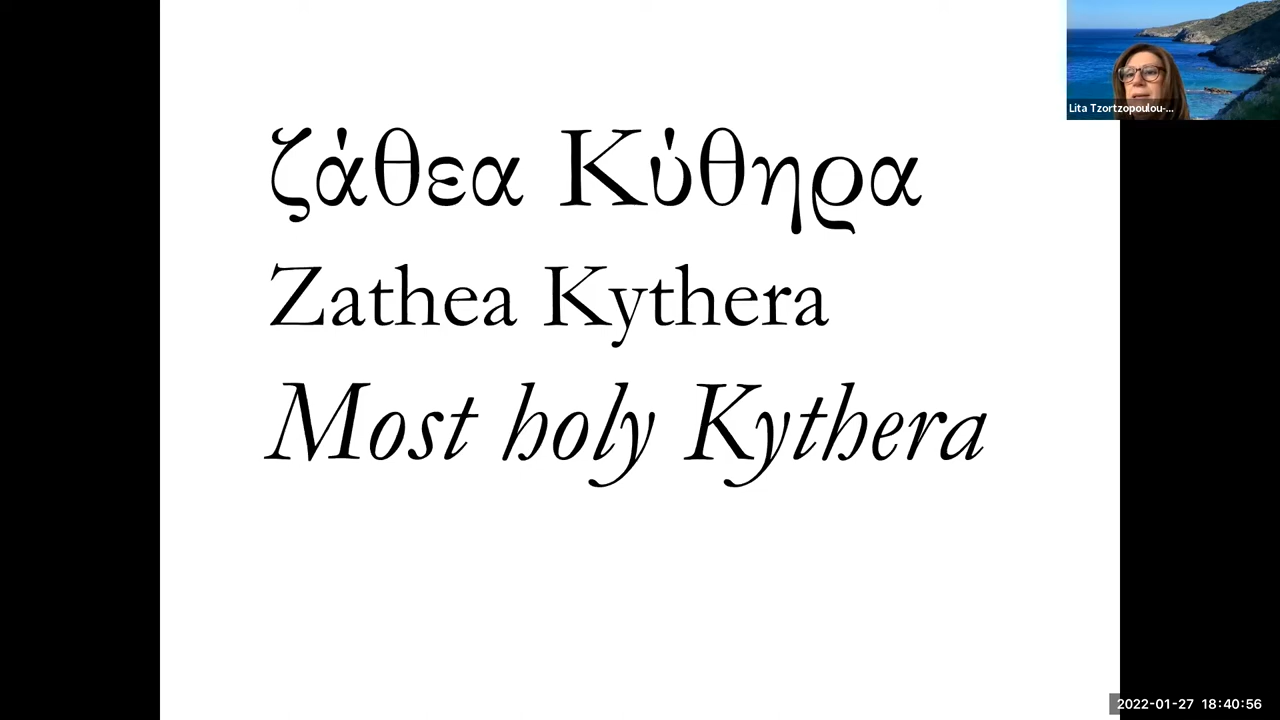 ζάθεα Κύθηρα
Zathea Kythera
Most holy Kythera
Lita Tzortzopoulou-...
2022-01-27 18:40:56